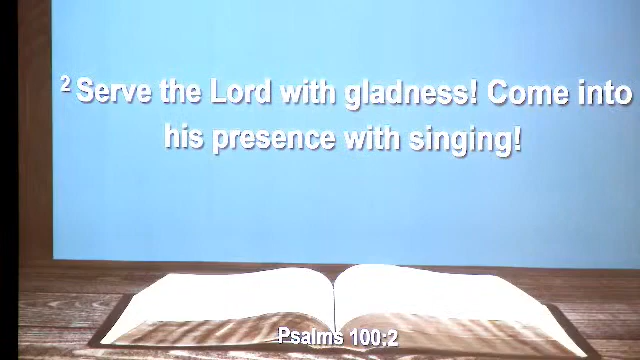 2 Serve the Lord with gladness! Come into
his presence with singing!
Psalms 100:2